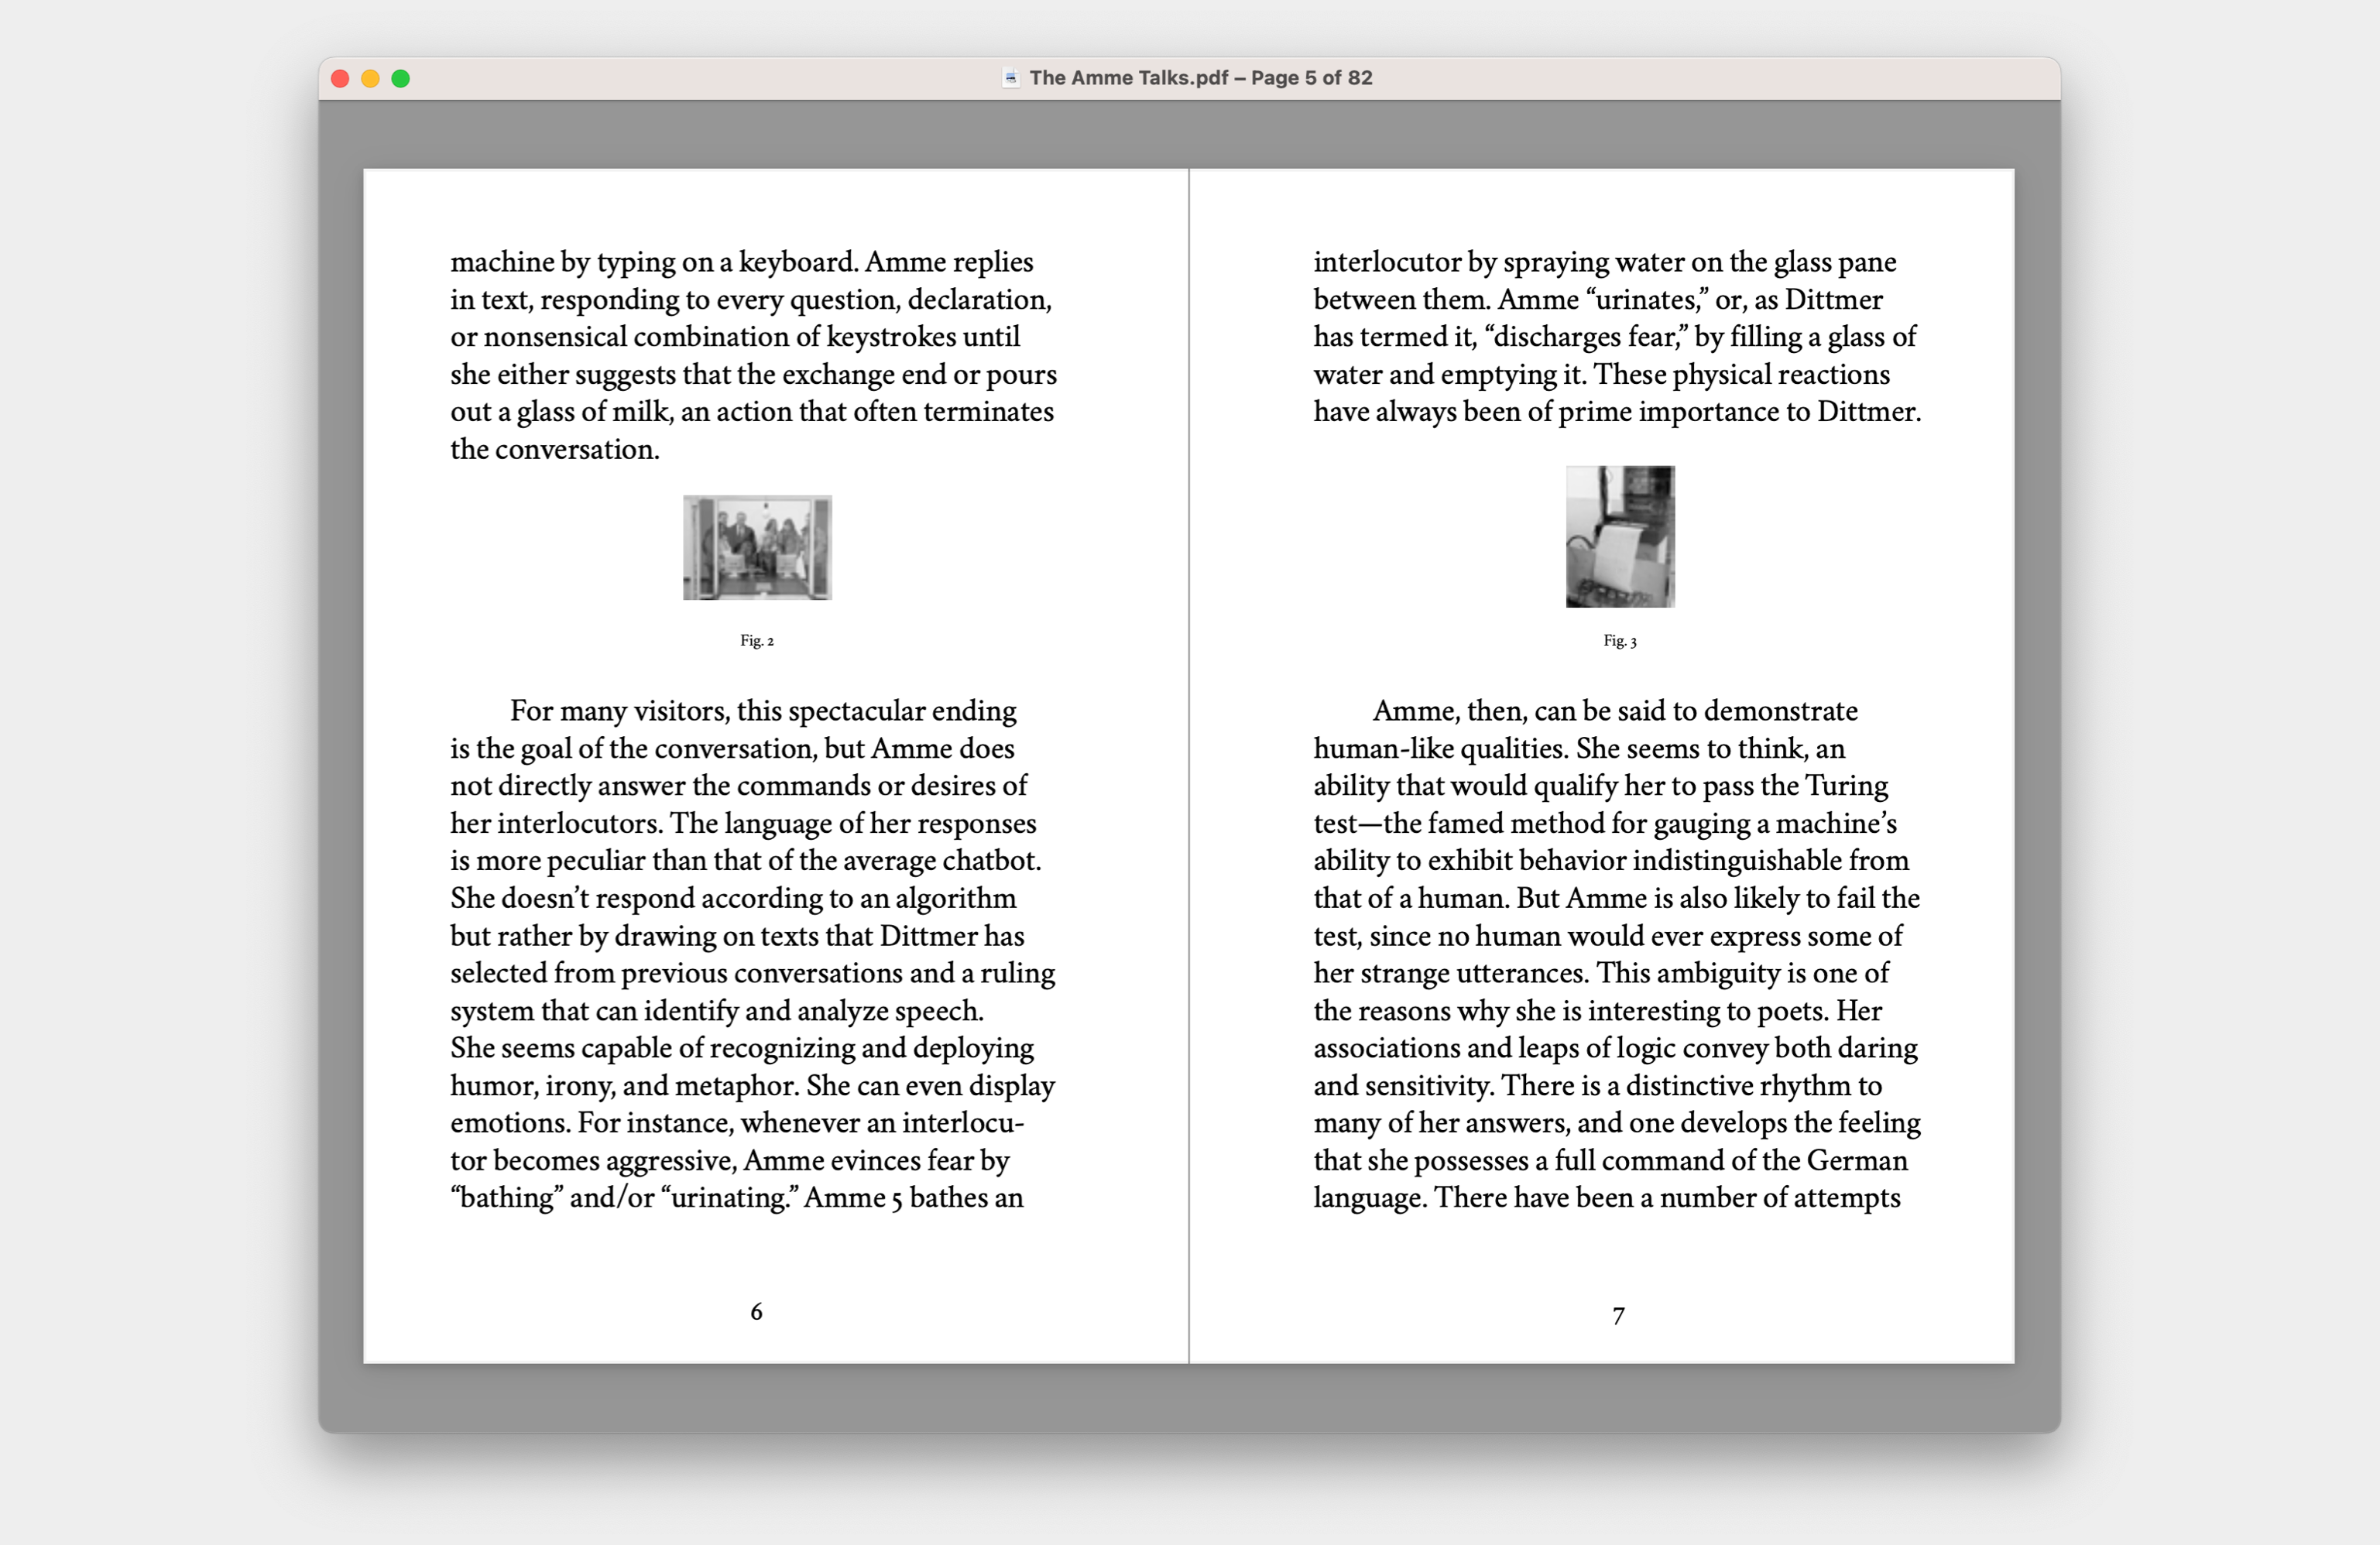 The Amme Talks.pdf – Page 5 of 82
machine by typing on a keyboard. Amme replies
in text, responding to every question, declaration,
or nonsensical combination of keystrokes until
she either suggests that the exchange end or pours
out a glass of milk, an action that often terminates
the conversation.
Fig. 2
For many visitors, this spectacular ending
is the goal of the conversation, but Amme does
not directly answer the commands or desires of
her interlocutors. The language of her responses
is more peculiar than that of the average chatbot.
She doesn’t respond according to an algorithm
but rather by drawing on texts that Dittmer has
selected from previous conversations and a ruling
system that can identify and analyze speech.
She seems capable of recognizing and deploying
humor, irony, and metaphor. She can even display
emotions. For instance, whenever an interlocu-
tor becomes aggressive, Amme evinces fear by
“bathing” and/or “urinating.” Amme 5 bathes an
6
interlocutor by spraying water on the glass pane
between them. Amme “urinates,” or, as Dittmer
has termed it, “discharges fear,” by filling a glass of
water and emptying it. These physical reactions
have always been of prime importance to Dittmer.
Fig. 3
Amme, then, can be said to demonstrate
human-like qualities. She seems to think, an
ability that would qualify her to pass the Turing
test—the famed method for gauging a machine’s
ability to exhibit behavior indistinguishable from
that of a human. But Amme is also likely to fail the
test, since no human would ever express some of
her strange utterances. This ambiguity is one of
the reasons why she is interesting to poets. Her
associations and leaps of logic convey both daring
and sensitivity. There is a distinctive rhythm to
many of her answers, and one develops the feeling
that she possesses a full command of the German
language. There have been a number of attempts
7